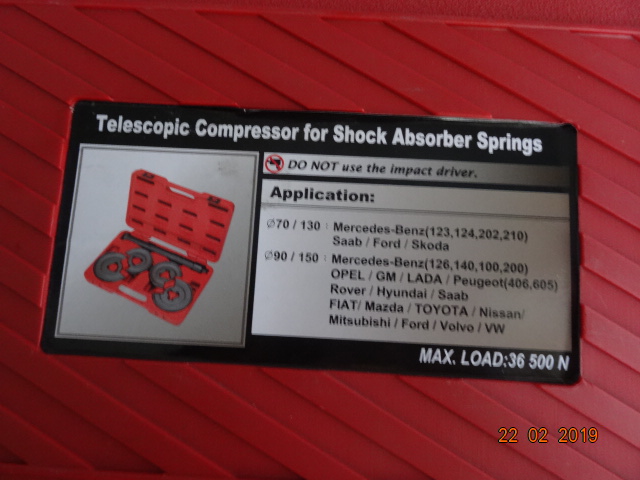 Telescopic Compressor for Shock Absorber Springs
DO NOT use the impact driver.
Application:
∅70 / 130 : Mercedes-Benz(123,124,202,210)
Saab / Ford / Skoda
∅90 / 150 : Mercedes-Benz(126,140,100,200)
OPEL / GM / LADA / Peugeot(406,605)
Rover / Hyundai / Saab
FIAT/ Mazda / TOYOTA / Nissan/
Mitsubishi / Ford / Volvo / VW
MAX. LOAD:36 500 N
22 02 2019